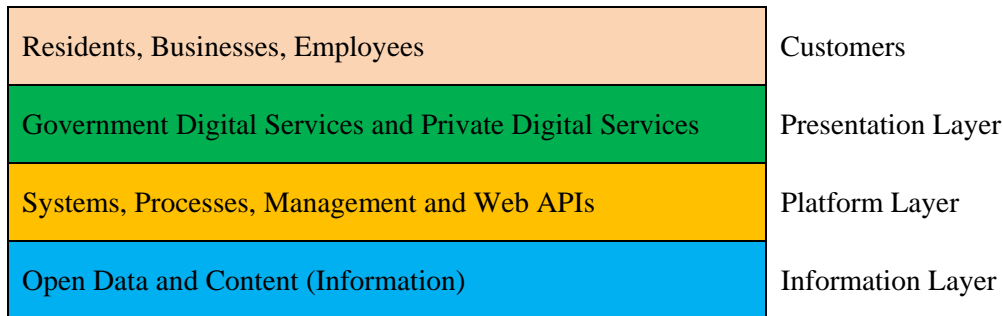 Residents, Businesses, Employees
Customers
Government Digital Services and Private Digital Services
Presentation Layer
Systems, Processes, Management and Web APIs
Platform Layer
Open Data and Content (Information)
Information Layer